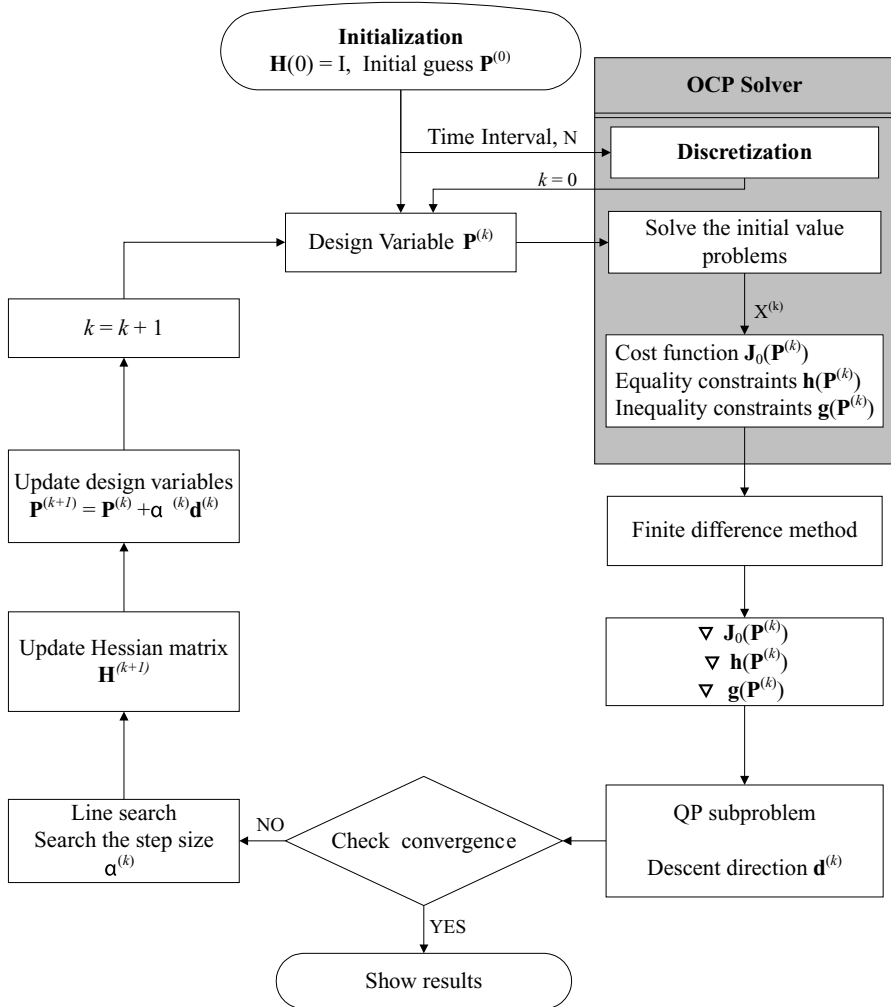 Initialization
H(0) = I, Initial guess P^(0)
OCP Solver
Time Interval, N
Discretization
k = 0
Design Variable P^(k)
Solve the initial value
problems
X^(k)
k = k + 1
Cost function J₀(P^(k))
Equality constraints h(P^(k))
Inequality constraints g(P^(k))
Update design variables
P^(k+1) = P^(k) +α ^(k)d^(k)
Finite difference method
Update Hessian matrix
H^(k+1)
∇ J₀(P^(k))
∇ h(P^(k))
∇ g(P^(k))
Line search
Search the step size
α^(k)
NO
Check convergence
QP subproblem
Descent direction d^(k)
YES
Show results